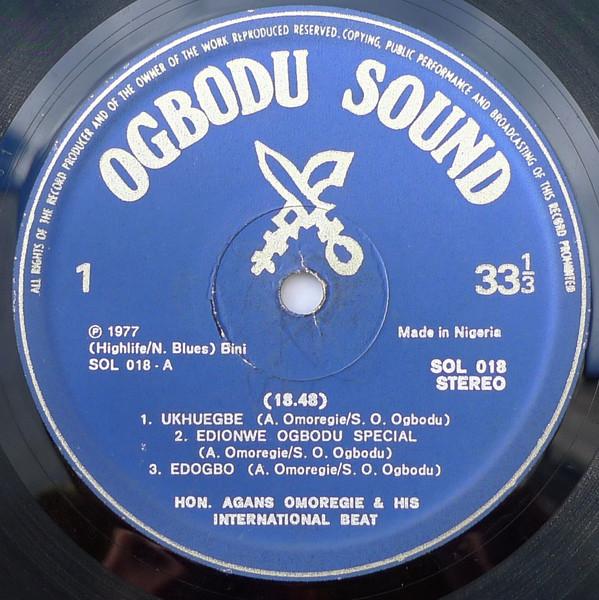 ALL RIGHTS OF THE RECORD PRODUCER AND OF THE OWNER OF THE WORK REPRODUCED RESERVED. COPYING, PUBLIC PERFORMANCE AND BROADCASTING OF THIS RECORD PROHIBITED
OGBODU SOUND
1
33 1/3
℗ 1977
(Highlife/N. Blues) Bini
SOL 018 - A
Made in Nigeria
SOL 018
STEREO
(18.48)
1. UKHUEGBE (A. Omoregie/S. O. Ogbodu)
2. EDIONWE OGBODU SPECIAL
(A. Omoregie/S. O. Ogbodu)
3. EDOGBO (A. Omoregie/S. O. Ogbodu)
HON. AGANS OMOREGIE & HIS
INTERNATIONAL BEAT